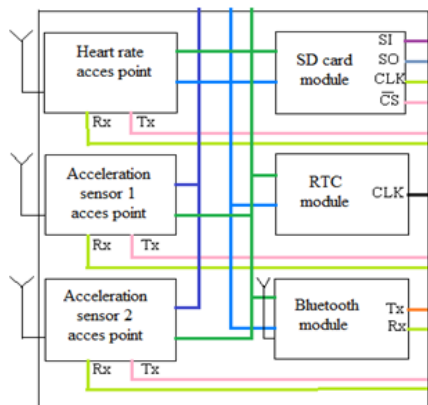 Heart rate
acces point
Rx Tx
SD card
module
SI
SO
CLK
CS
Acceleration
sensor 1
acces point
Rx Tx
RTC
module
CLK
Acceleration
sensor 2
acces point
Rx Tx
Bluetooth
module
Tx
Rx